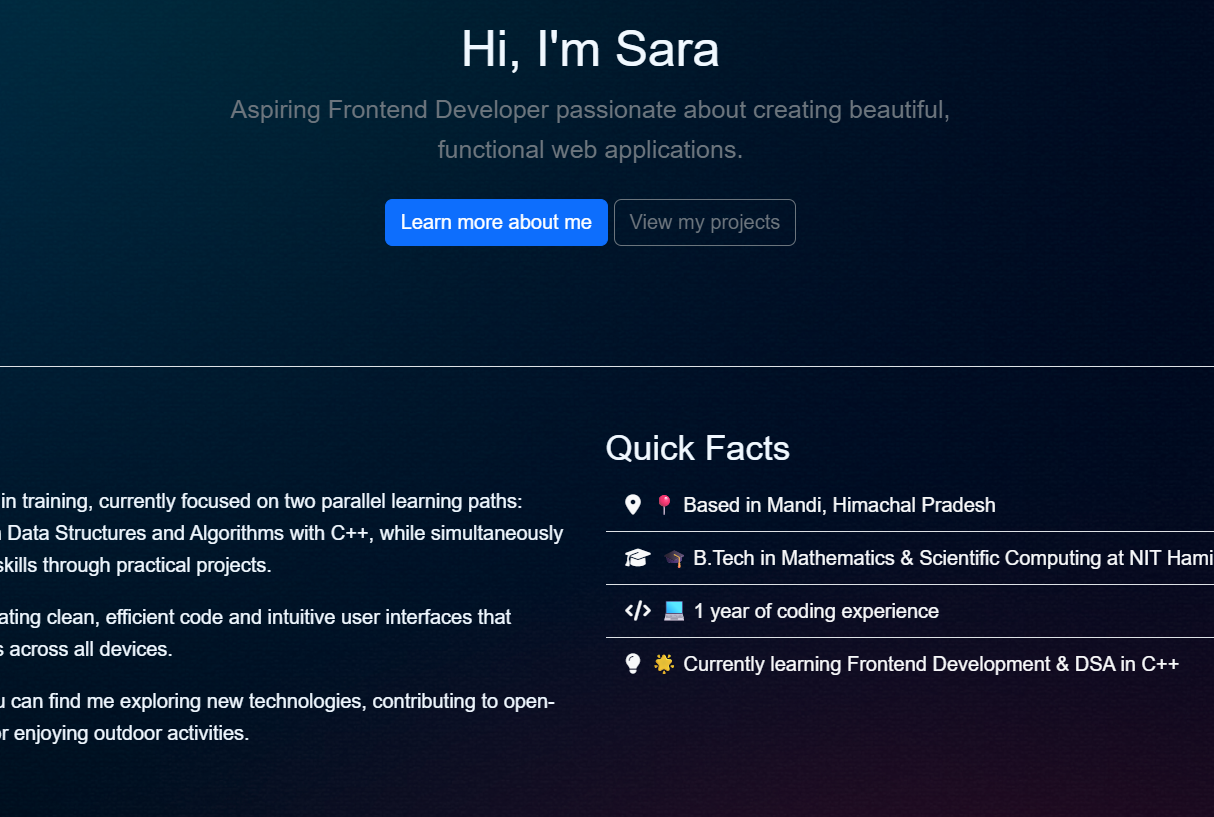 Hi, I'm Sara
Aspiring Frontend Developer passionate about creating beautiful,
functional web applications.
Learn more about me
View my projects
in training, currently focused on two parallel learning paths:
Data Structures and Algorithms with C++, while simultaneously
skills through practical projects.
clean, efficient code and intuitive user interfaces that
across all devices.
can find me exploring new technologies, contributing to open-
or enjoying outdoor activities.
Quick Facts
📍 Based in Mandi, Himachal Pradesh
🎓 B.Tech in Mathematics & Scientific Computing at NIT Hami
</> 💻 1 year of coding experience
🌟 Currently learning Frontend Development & DSA in C++